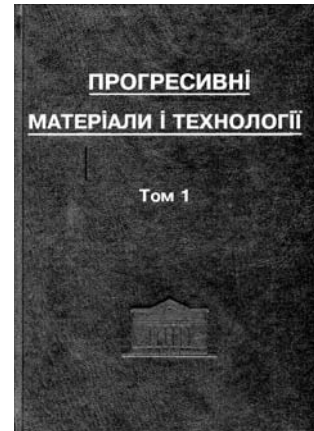 ПРОГРЕСИВНІ
МАТЕРІАЛИ І ТЕХНОЛОГІЇ
Том 1